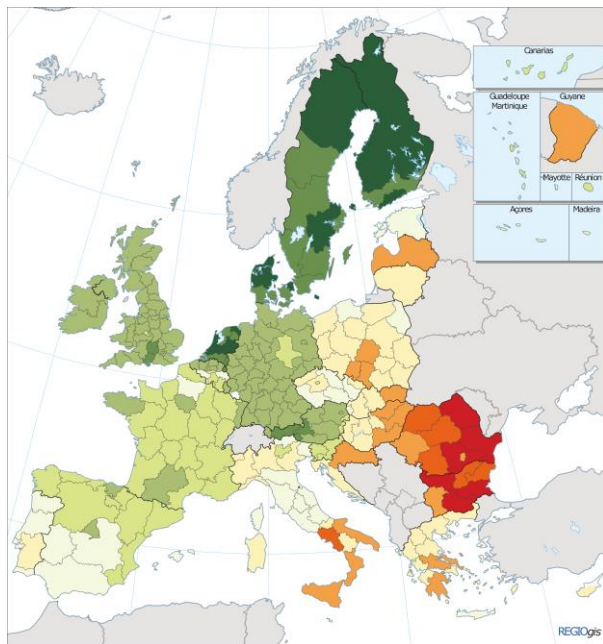 Canarias
Guadeloupe
Martinique
Guyane
Mayotte
Réunion
Açores
Madeira
REGIOgis